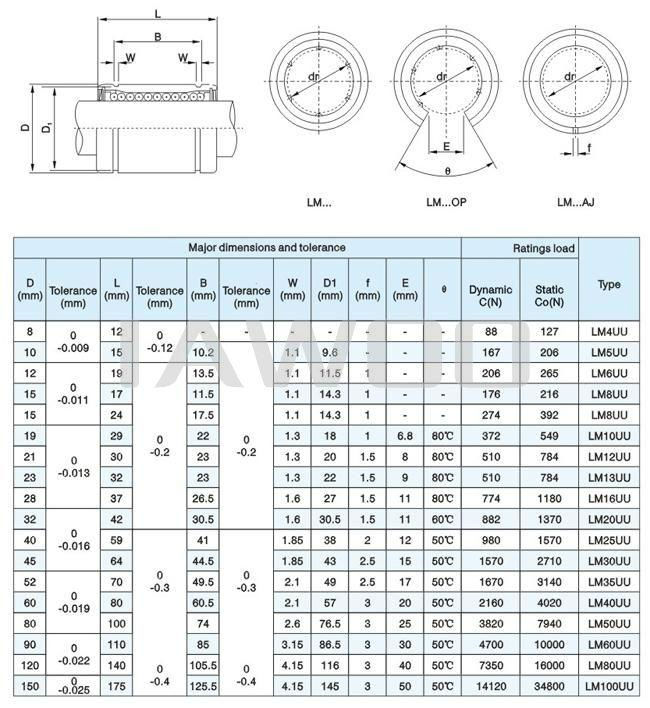 L
B
W W
D D1
dr dr dr
E
θ
f
LM... LM...OP LM...AJ
Major dimensions and tolerance Ratings load Type
D (mm) Tolerance (mm) L (mm) Tolerance (mm) B (mm) Tolerance (mm) W (mm) D1 (mm) f (mm) E (mm) θ Dynamic C(N) Static Co(N)
8 0 -0.009 12 0 -0.12 - - - - - - - 88 127 LM4UU
10 15 10.2 1.1 9.6 - - - 167 206 LM5UU
12 0 -0.011 19 0 -0.2 13.5 0 -0.2 1.1 11.5 1 - - 206 265 LM6UU
15 17 11.5 1.1 14.3 1 - - 176 216 LM8UU
15 24 17.5 1.1 14.3 1 - - 274 392 LM8UU
19 0 -0.013 29 22 1.3 18 1 6.8 80℃ 372 549 LM10UU
21 30 23 1.3 20 1.5 8 80℃ 510 784 LM12UU
23 32 23 1.3 22 1.5 9 80℃ 510 784 LM13UU
28 37 26.5 1.6 27 1.5 11 80℃ 774 1180 LM16UU
32 0 -0.016 42 30.5 1.6 30.5 1.5 11 60℃ 882 1370 LM20UU
40 59 0 -0.3 41 0 -0.3 1.85 38 2 12 50℃ 980 1570 LM25UU
45 64 44.5 1.85 43 2.5 15 50℃ 1570 2710 LM30UU
52 0 -0.019 70 49.5 2.1 49 2.5 17 50℃ 1670 3140 LM35UU
60 80 60.5 2.1 57 3 20 50℃ 2160 4020 LM40UU
80 100 74 2.6 76.5 3 25 50℃ 3820 7940 LM50UU
90 0 -0.022 110 85 3.15 86.5 3 30 50℃ 4700 10000 LM60UU
120 140 0 -0.4 105.5 0 -0.4 4.15 116 3 40 50℃ 7350 16000 LM80UU
150 0 -0.025 175 125.5 4.15 145 3 50 50℃ 14120 34800 LM100UU
IAWOO